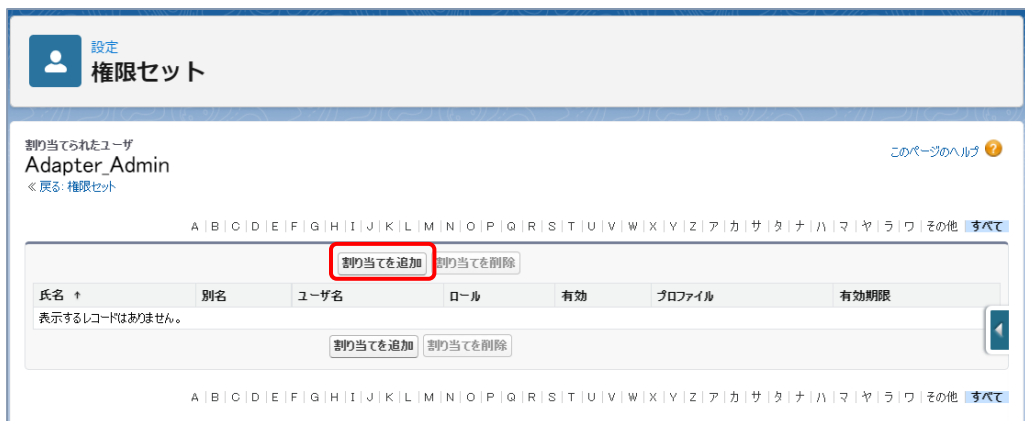 設定
権限セット
割り当てられたユーザ
このページのヘルプ
Adapter_Admin
≪ 戻る: 権限セット
A | B | C | D | E | F | G | H | I | J | K | L | M | N | O | P | Q | R | S | T | U | V | W | X | Y | Z | ア | カ | サ | タ | ナ | ハ | マ | ヤ | ラ | ワ | その他 | すべて
割り当てを追加 割り当てを削除
氏名 ↑ 別名 ユーザ名 ロール 有効 プロファイル 有効期限
表示するレコードはありません。
割り当てを追加 割り当てを削除
A | B | C | D | E | F | G | H | I | J | K | L | M | N | O | P | Q | R | S | T | U | V | W | X | Y | Z | ア | カ | サ | タ | ナ | ハ | マ | ヤ | ラ | ワ | その他 | すべて